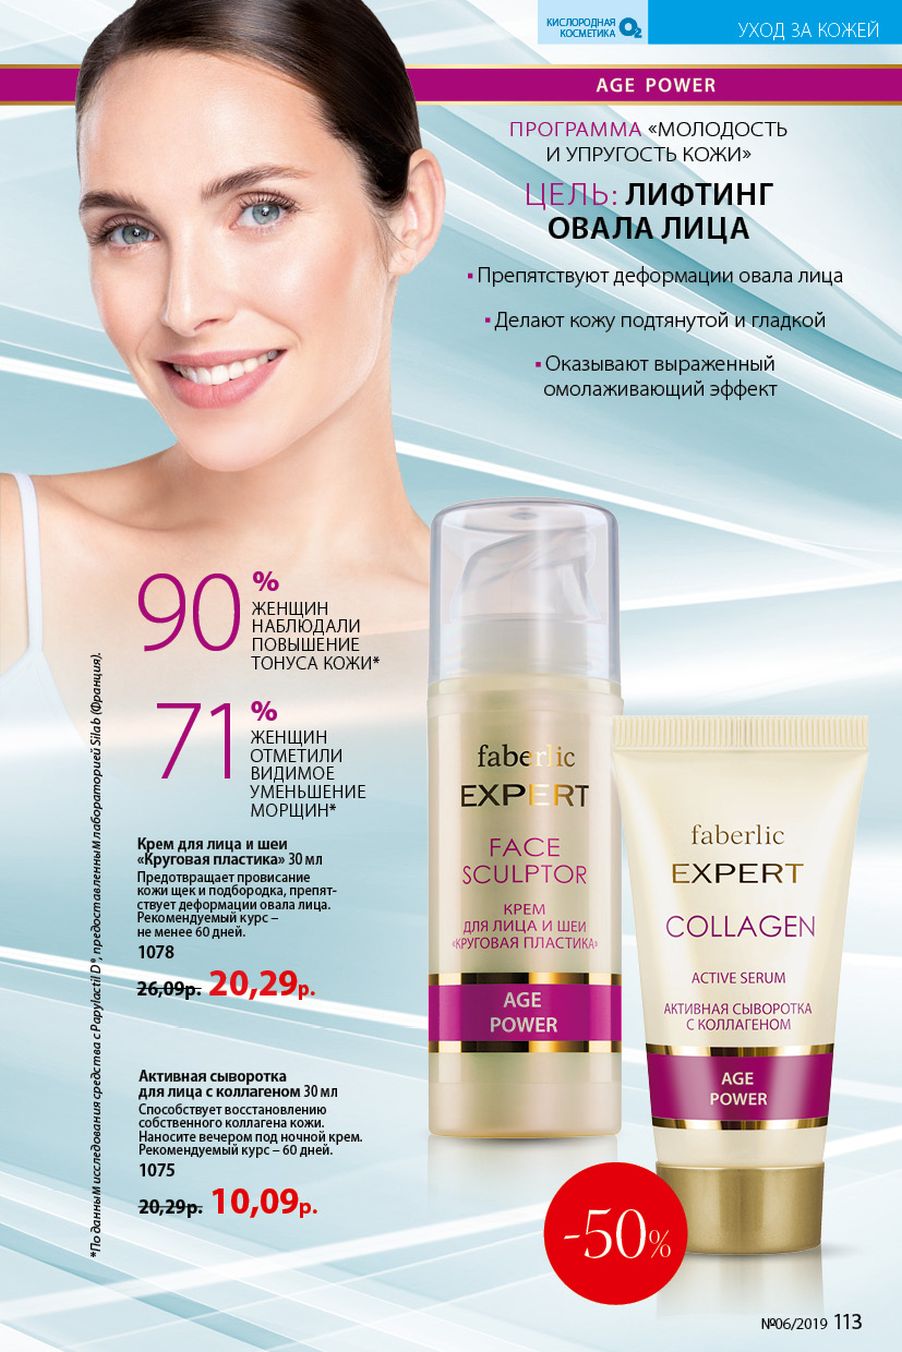 КИСЛОРОДНАЯ
КОСМЕТИКА O2
УХОД ЗА КОЖЕЙ
AGE POWER
ПРОГРАММА «МОЛОДОСТЬ
И УПРУГОСТЬ КОЖИ»
ЦЕЛЬ: ЛИФТИНГ
ОВАЛА ЛИЦА
▪ Препятствуют деформации овала лица
▪ Делают кожу подтянутой и гладкой
▪ Оказывают выраженный
омолаживающий эффект
90%
ЖЕНЩИН
НАБЛЮДАЛИ
ПОВЫШЕНИЕ
ТОНУСА КОЖИ*
71%
ЖЕНЩИН
ОТМЕТИЛИ
ВИДИМОЕ
УМЕНЬШЕНИЕ
МОРЩИН*
Крем для лица и шеи
«Круговая пластика» 30 мл
Предотвращает провисание
кожи щек и подбородка, препят-
ствует деформации овала лица.
Рекомендуемый курс –
не менее 60 дней.
1078
26,09р. 20,29р.
Активная сыворотка
для лица с коллагеном 30 мл
Способствует восстановлению
собственного коллагена кожи.
Наносите вечером под ночной крем.
Рекомендуемый курс – 60 дней.
1075
20,29р. 10,09р.
*По данным исследования средства с Papylactil D®, предоставленным лабораторией Silab (Франция).
faberlic
EXPERT
FACE
SCULPTOR
КРЕМ
ДЛЯ ЛИЦА И ШЕИ
«КРУГОВАЯ ПЛАСТИКА»
AGE
POWER
faberlic
EXPERT
COLLAGEN
ACTIVE SERUM
АКТИВНАЯ СЫВОРОТКА
С КОЛЛАГЕНОМ
AGE
POWER
-50%
№06/2019 113